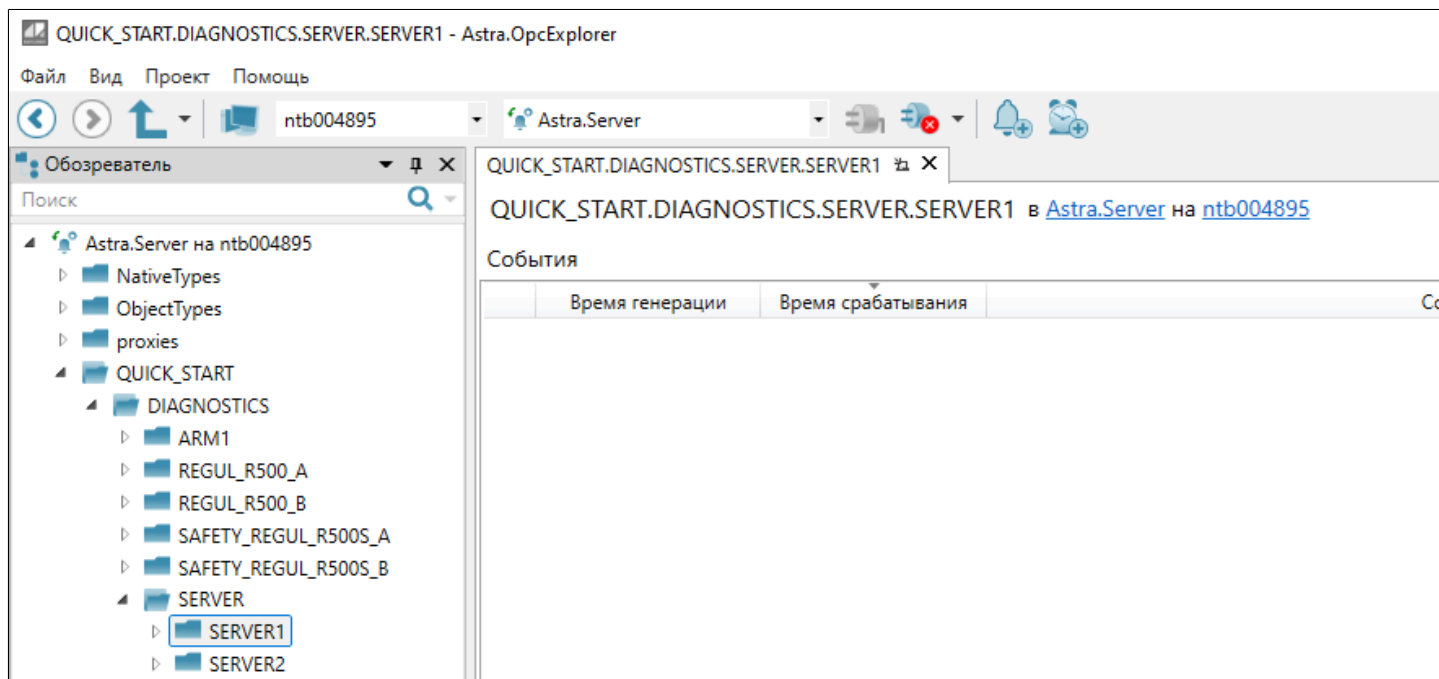 QUICK_START.DIAGNOSTICS.SERVER.SERVER1 - Astra.OpcExplorer
Файл Вид Проект Помощь
ntb004895 Astra.Server
Обозреватель
Поиск
Astra.Server на ntb004895
NativeTypes
ObjectTypes
proxies
QUICK_START
DIAGNOSTICS
ARM1
REGUL_R500_A
REGUL_R500_B
SAFETY_REGUL_R500S_A
SAFETY_REGUL_R500S_B
SERVER
SERVER1
SERVER2
QUICK_START.DIAGNOSTICS.SERVER.SERVER1
QUICK_START.DIAGNOSTICS.SERVER.SERVER1 в Astra.Server на ntb004895
События
Время генерации Время срабатывания